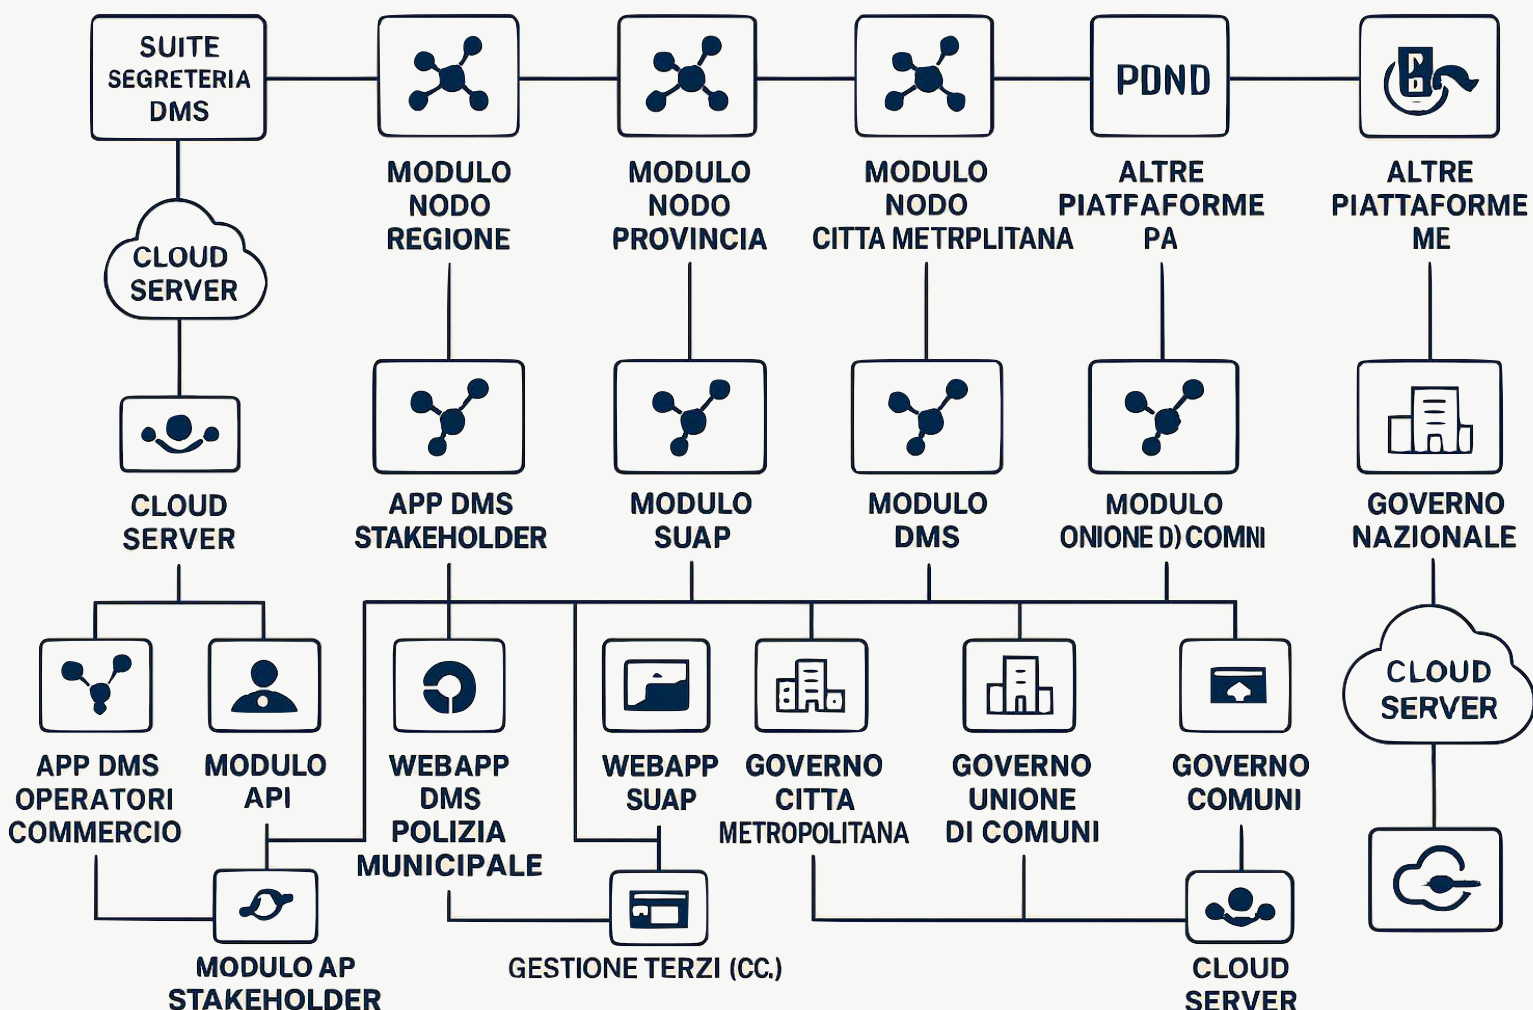 SUITE
SEGRETERIA
DMS
PDND
MODULO
NODO
REGIONE
MODULO
NODO
PROVINCIA
MODULO
NODO
CITTA METRPLITANA
ALTRE
PIATFAFORME
PA
ALTRE
PIATTAFORME
ME
CLOUD
SERVER
CLOUD
SERVER
APP DMS
STAKEHOLDER
MODULO
SUAP
MODULO
DMS
MODULO
ONIONE D) COMNI
GOVERNO
NAZIONALE
CLOUD
SERVER
APP DMS
OPERATORI
COMMERCIO
MODULO
API
WEBAPP
DMS
POLIZIA
MUNICIPALE
WEBAPP
SUAP
GOVERNO
CITTA
METROPOLITANA
GOVERNO
UNIONE
DI COMUNI
GOVERNO
COMUNI
MODULO AP
STAKEHOLDER
GESTIONE TERZI (CC.)
CLOUD
SERVER